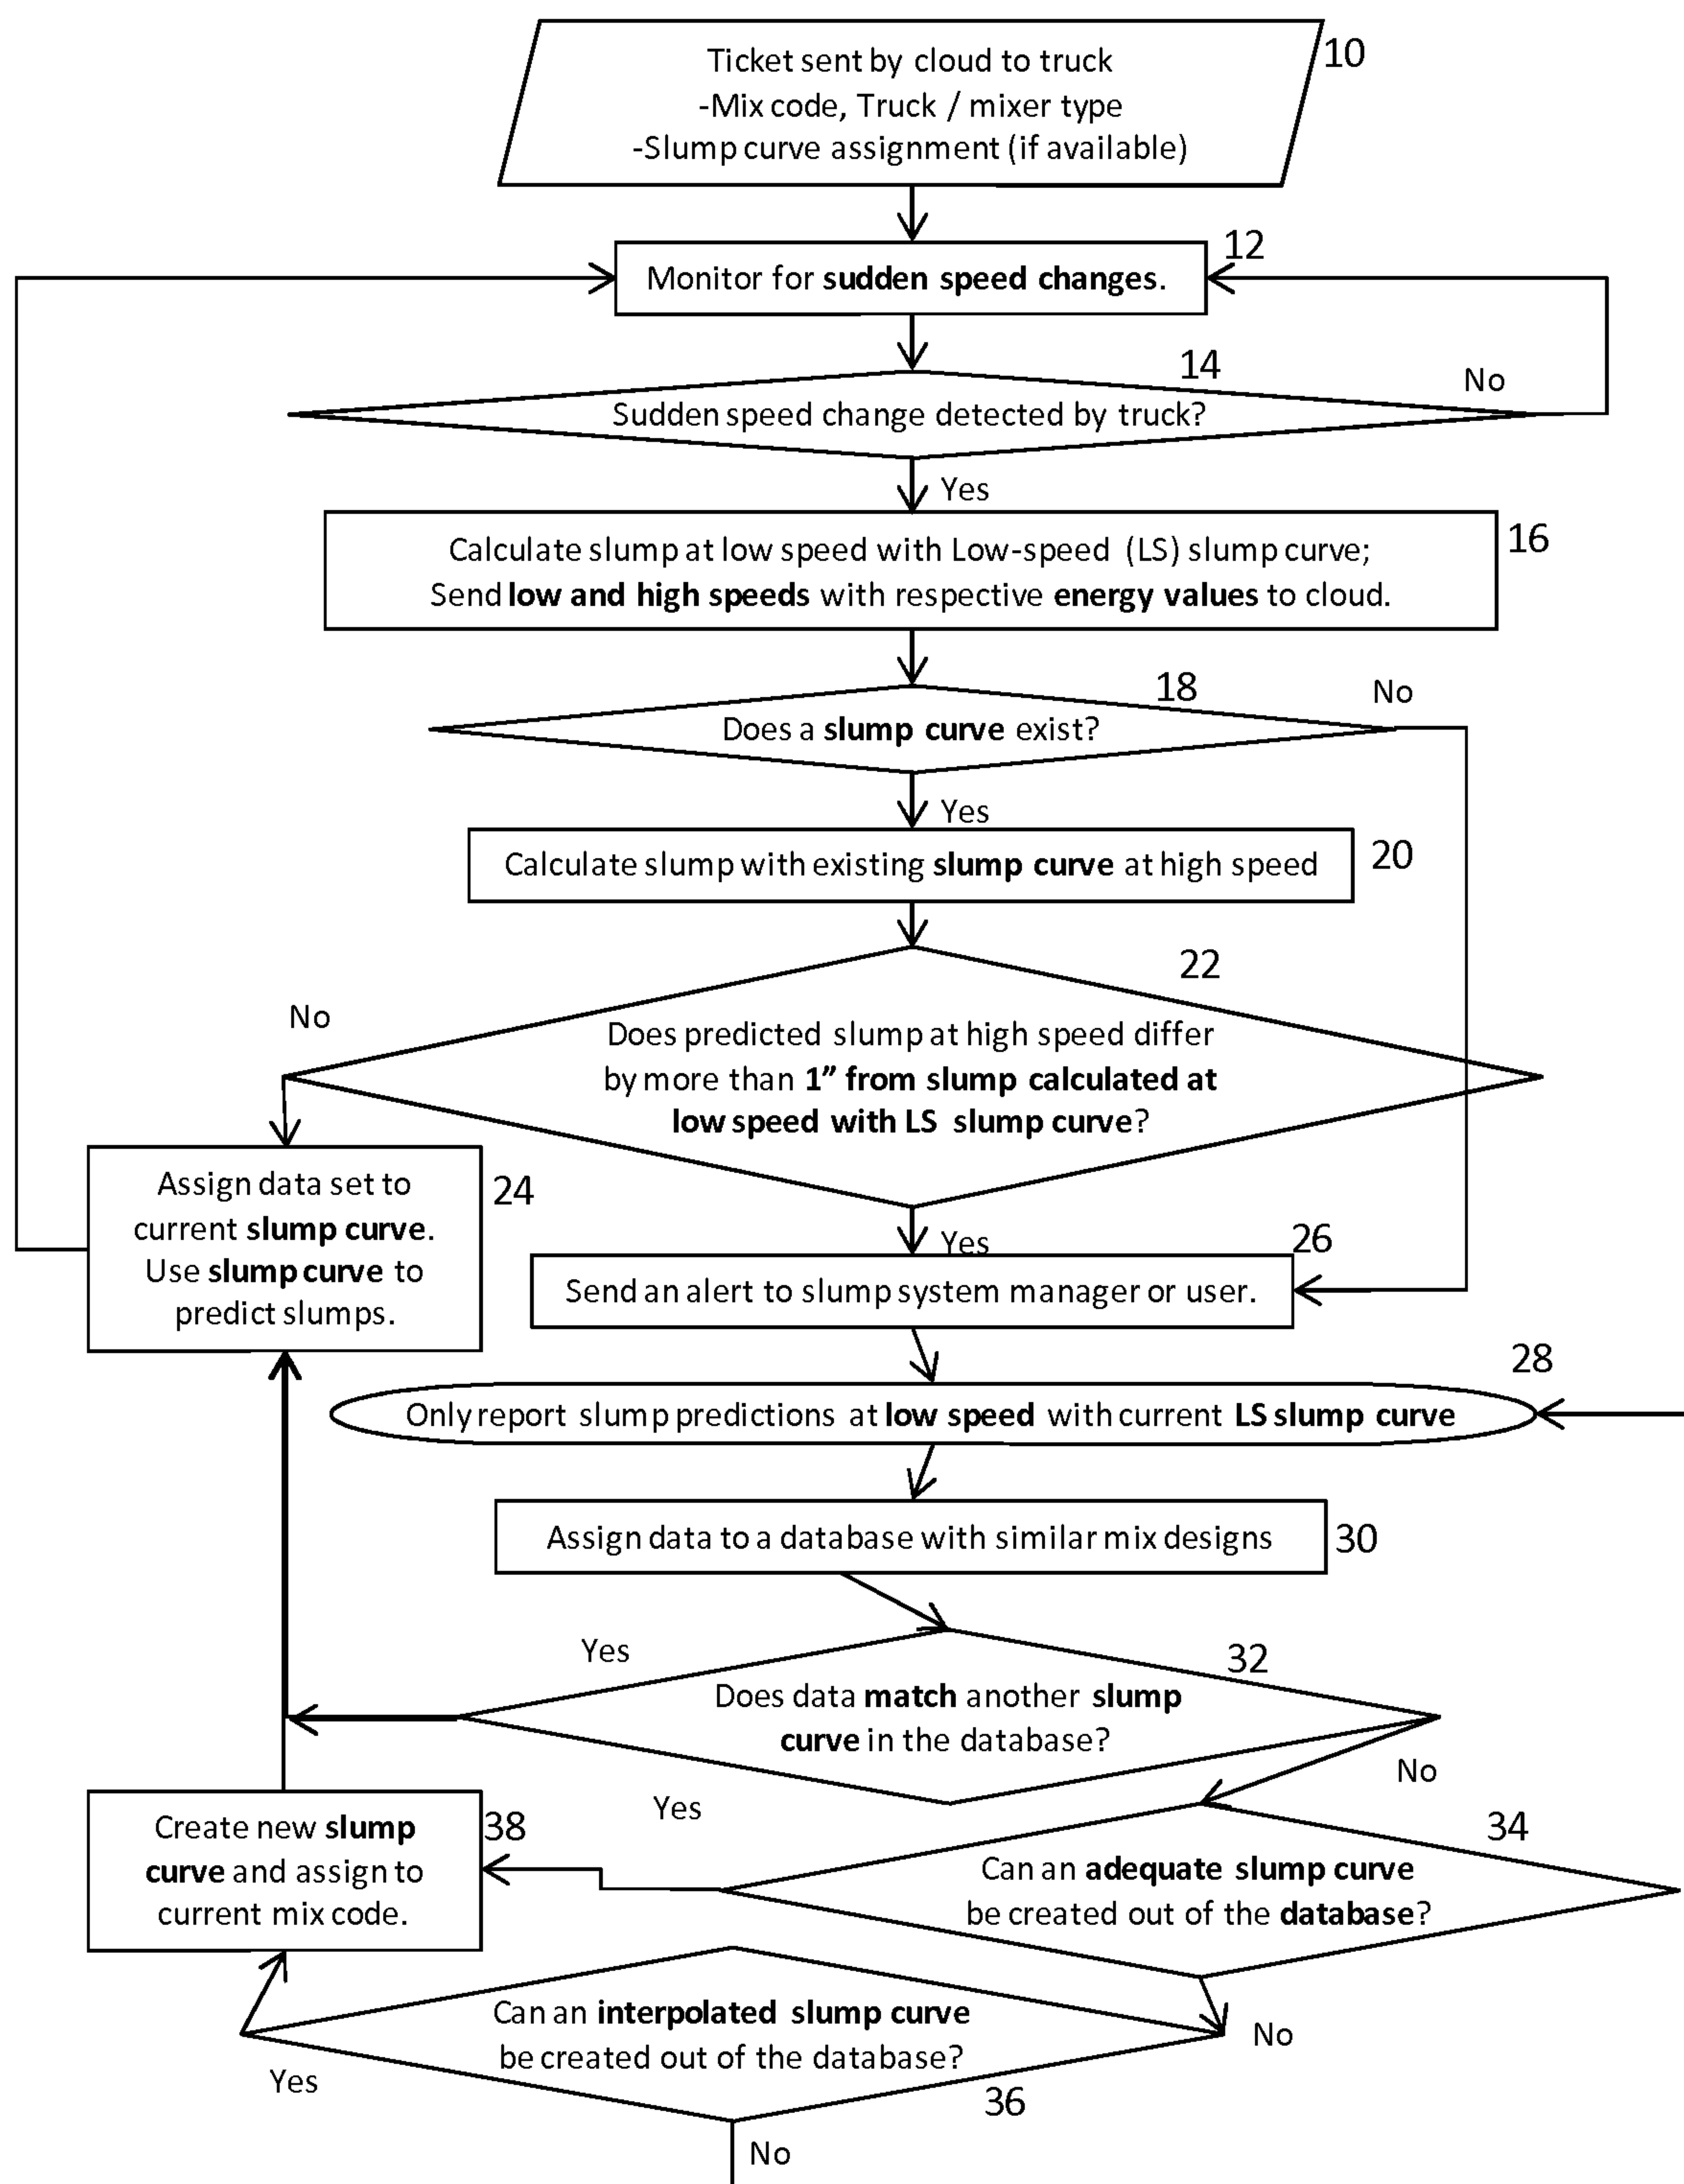 Ticket sent by cloud to truck
-Mix code, Truck / mixer type
-Slump curve assignment (if available)
10
Monitor for sudden speed changes.
12
Sudden speed change detected by truck?
14
No
Yes
Calculate slump at low speed with Low-speed (LS) slump curve;
Send low and high speeds with respective energy values to cloud.
16
Does a slump curve exist?
18
No
Yes
Calculate slump with existing slump curve at high speed
20
Does predicted slump at high speed differ
by more than 1” from slump calculated at
low speed with LS slump curve?
22
No
Yes
Assign data set to
current slump curve.
Use slump curve to
predict slumps.
24
Send an alert to slump system manager or user.
26
Only report slump predictions at low speed with current LS slump curve
28
Assign data to a database with similar mix designs
30
Does data match another slump
curve in the database?
32
Yes
No
Can an adequate slump curve
be created out of the database?
34
Yes
No
Create new slump
curve and assign to
current mix code.
38
Can an interpolated slump curve
be created out of the database?
36
Yes
No